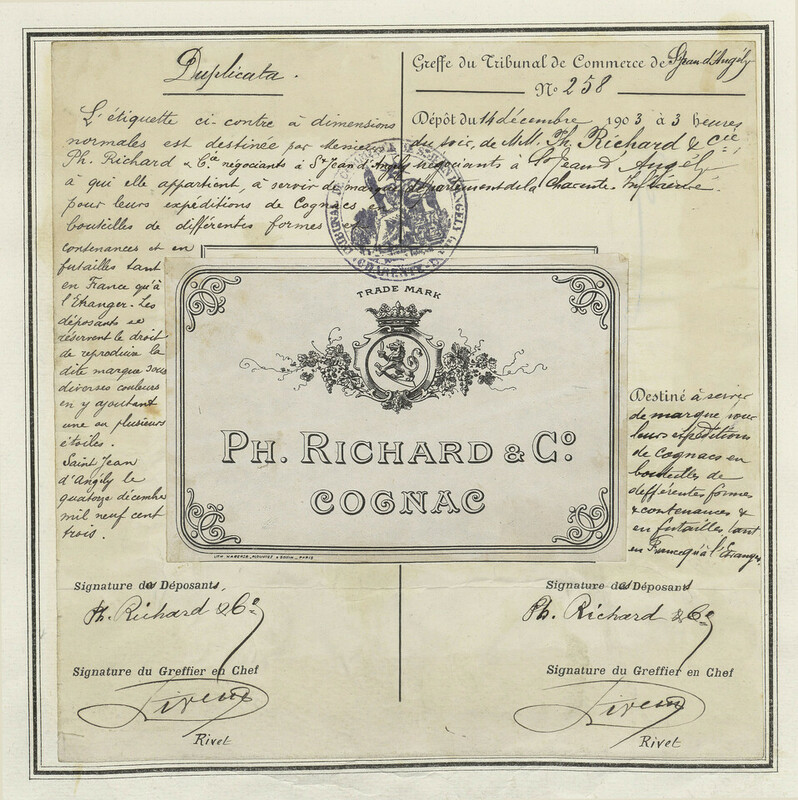 Duplicata.
L'étiquette ci-contre à dimensions
normales est destinée par Messieurs
Ph. Richard & Cie négociants à St Jean d'Angély
à qui elle appartient, à servir de marque
pour leurs expéditions de Cognacs
bouteilles de différentes formes
contenances et en
futailles tant
en France qu'à
l'Etranger. Les
déposants se
réservent le droit
de reproduire la
dite marque sous
diverses couleurs
en y ajoutant
une ou plusieurs
étoiles.
Saint Jean
d'Angély le
quatorze décembre
mil neuf cent
trois.
Greffe du Tribunal de Commerce de St Jean d'Angély
No 258
Dépôt du 14 décembre 1903 à 3 heures
du soir, de MM. Ph. Richard & Cie,
négociants à St Jean d'Angély
département de la Charente-Inférieure.
TRADE MARK
PH. RICHARD & Co
COGNAC
Destiné à servir
de marque pour
leurs expéditions
de cognacs en
bouteilles de
différentes formes
& contenances &
en futailles tant
en France qu'à l'Etranger.
Signature des Déposants,
Ph. Richard & Cie
Signature du Greffier en Chef
Rivet
Signature des Déposants
Ph. Richard & Cie
Signature du Greffier en Chef
Rivet